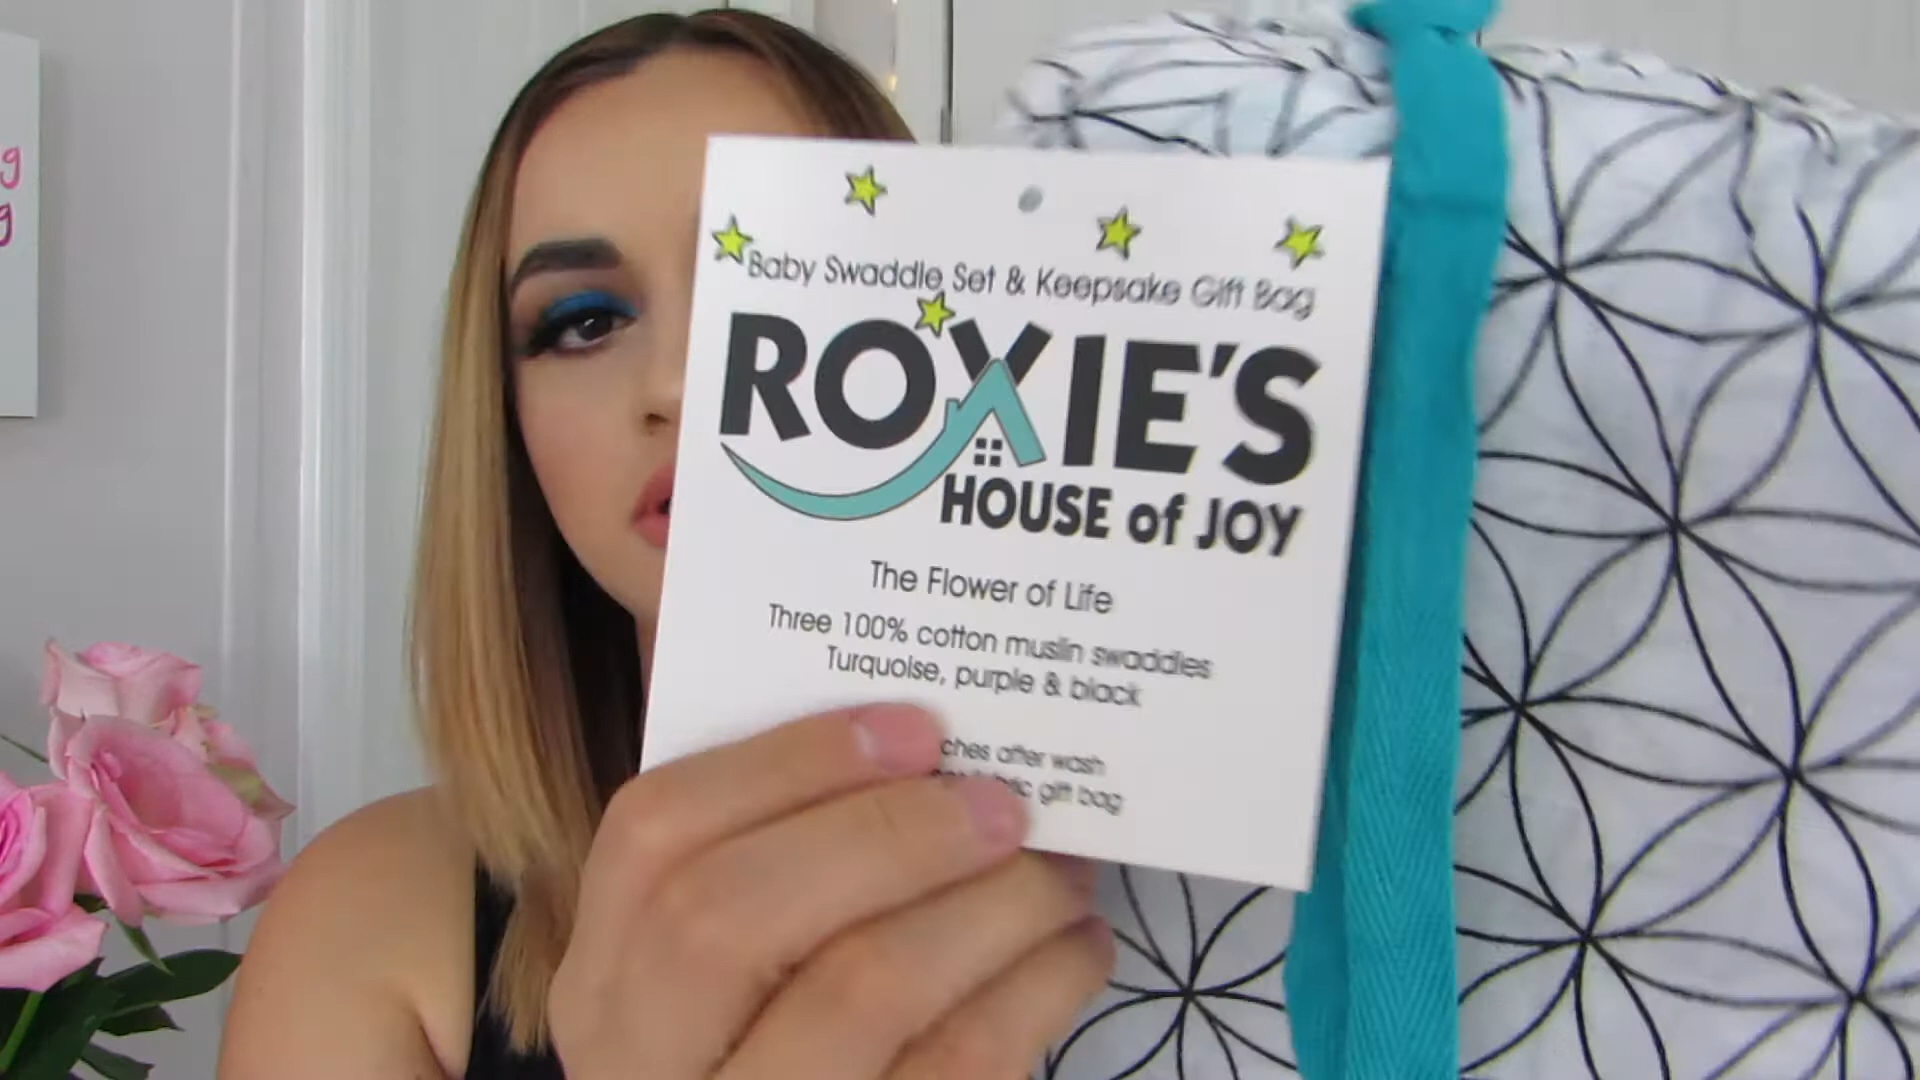 g
g
Baby Swaddle Set & Keepsake Gift Bag
ROXIE'S
HOUSE of JOY
The Flower of Life
Three 100% cotton muslin swaddles
Turquoise, purple & black
after wash
gift bag